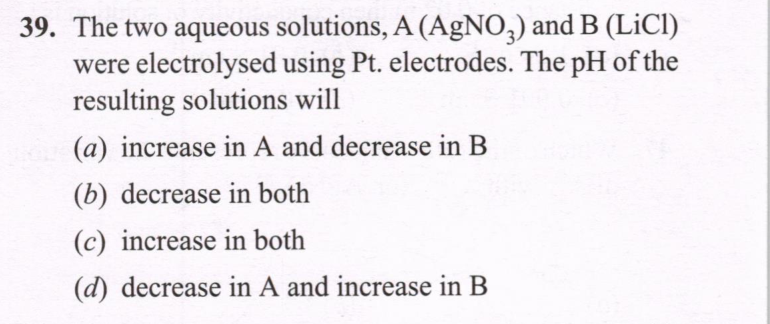 39. The two aqueous solutions, A (AgNO₃) and B (LiCl)
were electrolysed using Pt. electrodes. The pH of the
resulting solutions will
(a) increase in A and decrease in B
(b) decrease in both
(c) increase in both
(d) decrease in A and increase in B